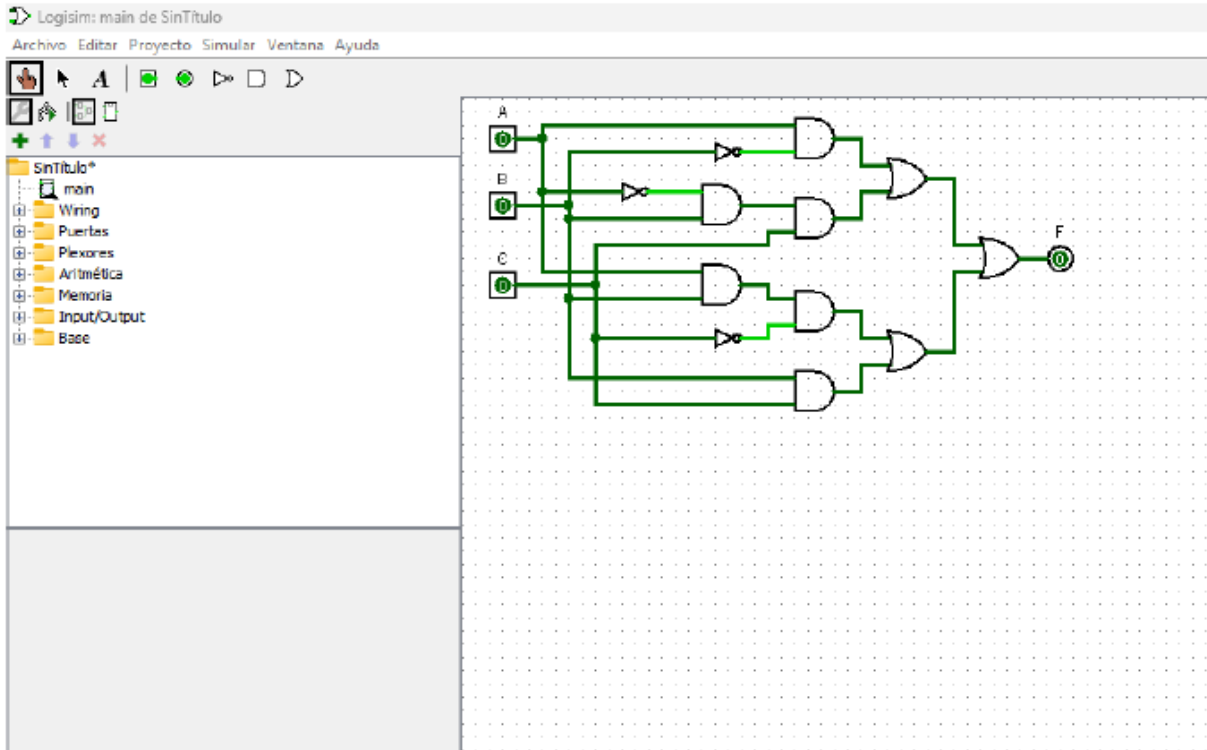 Logisim: main de SinTítulo
Archivo Editar Proyecto Simular Ventana Ayuda
A
SinTítulo*
main
Wiring
Puertas
Plexores
Aritmética
Memoria
Input/Output
Base
A
0
B
0
C
0
F
0